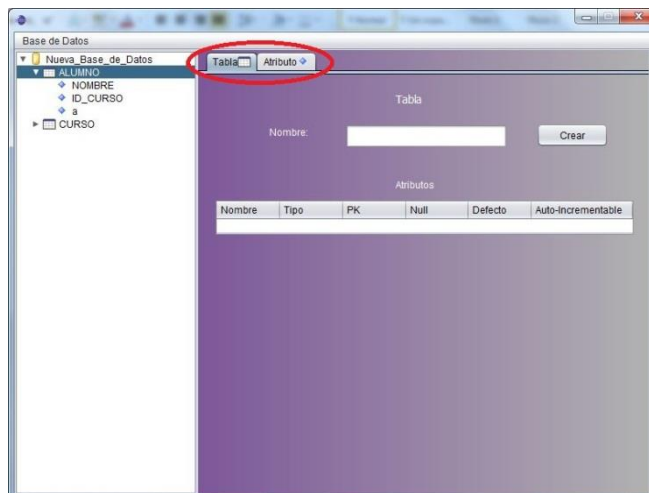 Base de Datos
Nueva_Base_de_Datos
ALUMNO
NOMBRE
ID_CURSO
a
CURSO
Tabla Atributo
Tabla
Nombre: Crear
Atributos
Nombre Tipo PK Null Defecto Auto-Incrementable